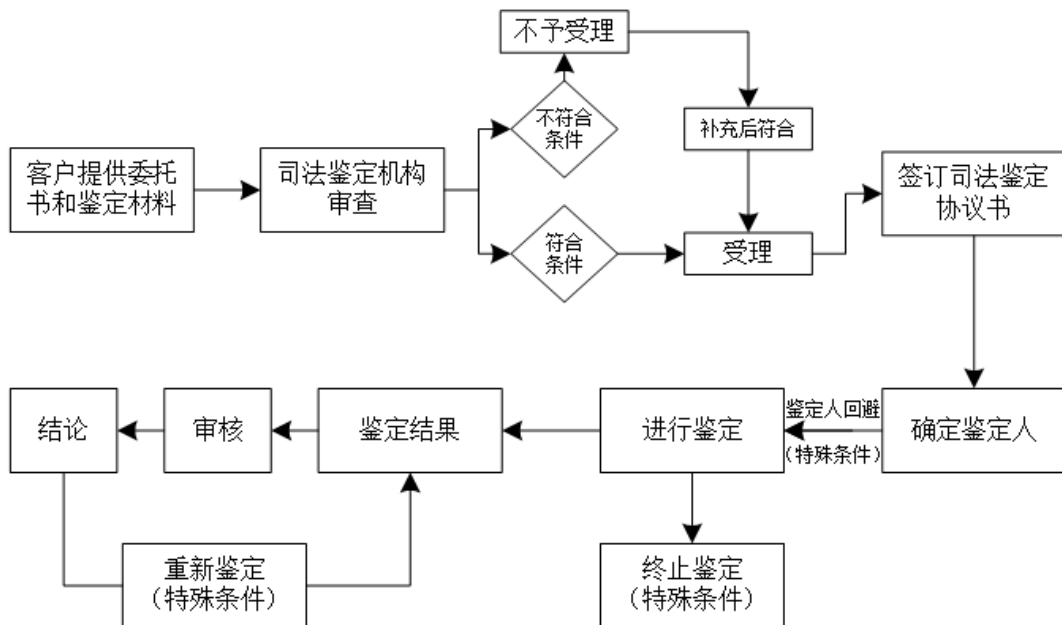 不予受理
不符合
条件
补充后符合
客户提供委托
书和鉴定材料
司法鉴定机构
审查
签订司法鉴定
协议书
符合
条件
受理
结论
审核
鉴定结果
进行鉴定
鉴定人回避
（特殊条件）
确定鉴定人
重新鉴定
（特殊条件）
终止鉴定
（特殊条件）